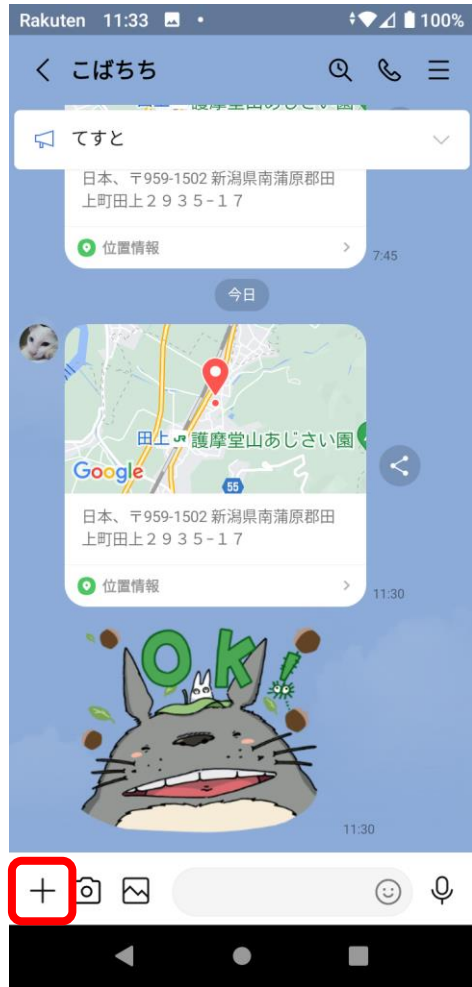 Rakuten 11:33 100%
こばちち
てすと
日本、〒959-1502 新潟県南蒲原郡田
上町田上2935-17
位置情報
7:45
今日
田上 JR 護摩堂山あじさい園
Google
55
日本、〒959-1502 新潟県南蒲原郡田
上町田上2935-17
位置情報
11:30
OK!
11:30